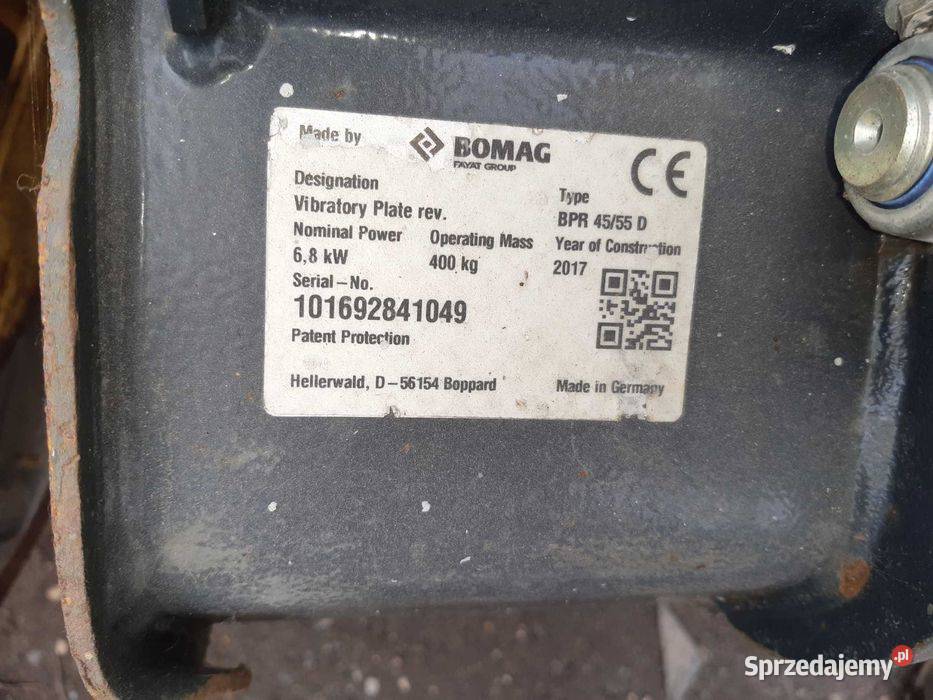 Made by
BOMAG
FAYAT GROUP
CE
Designation
Vibratory Plate rev.
Type
BPR 45/55 D
Nominal Power
6,8 kW
Operating Mass
400 kg
Year of Construction
2017
Serial-No.
101692841049
Patent Protection
Hellerwald, D-56154 Boppard
Made in Germany
Sprzedajemy.pl